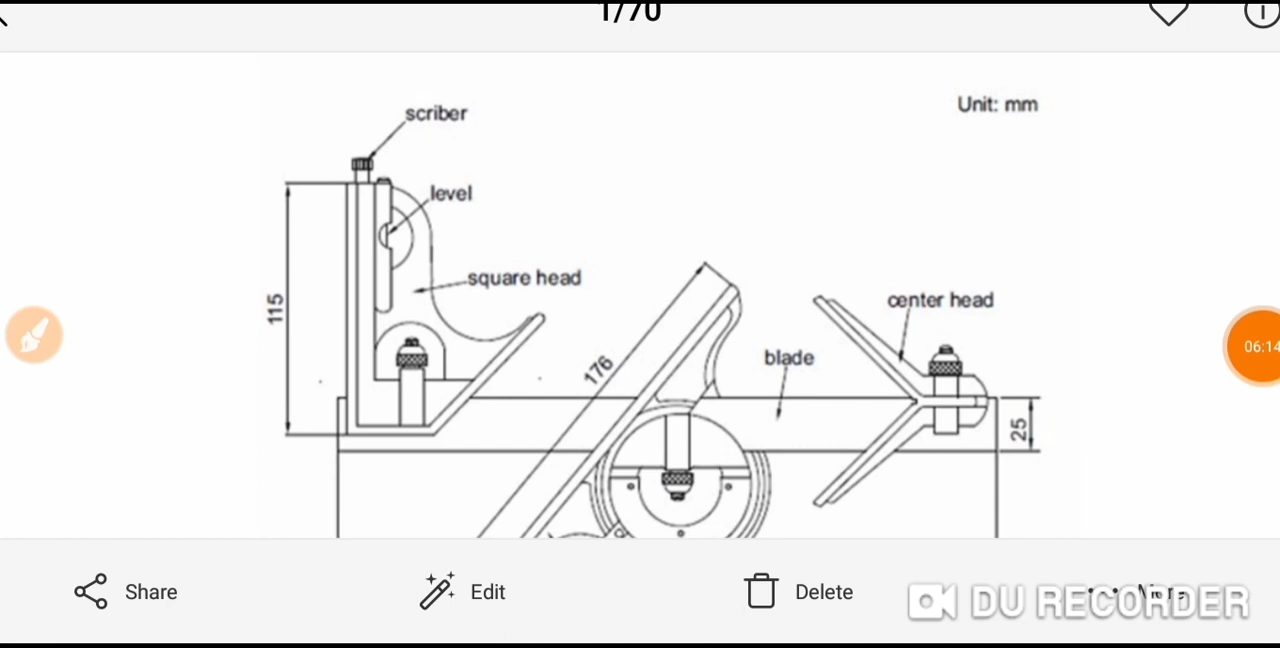 1/70
scriber
Unit: mm
level
square head
115
center head
176
blade
25
06:14
Share
Edit
Delete
More
DU RECORDER